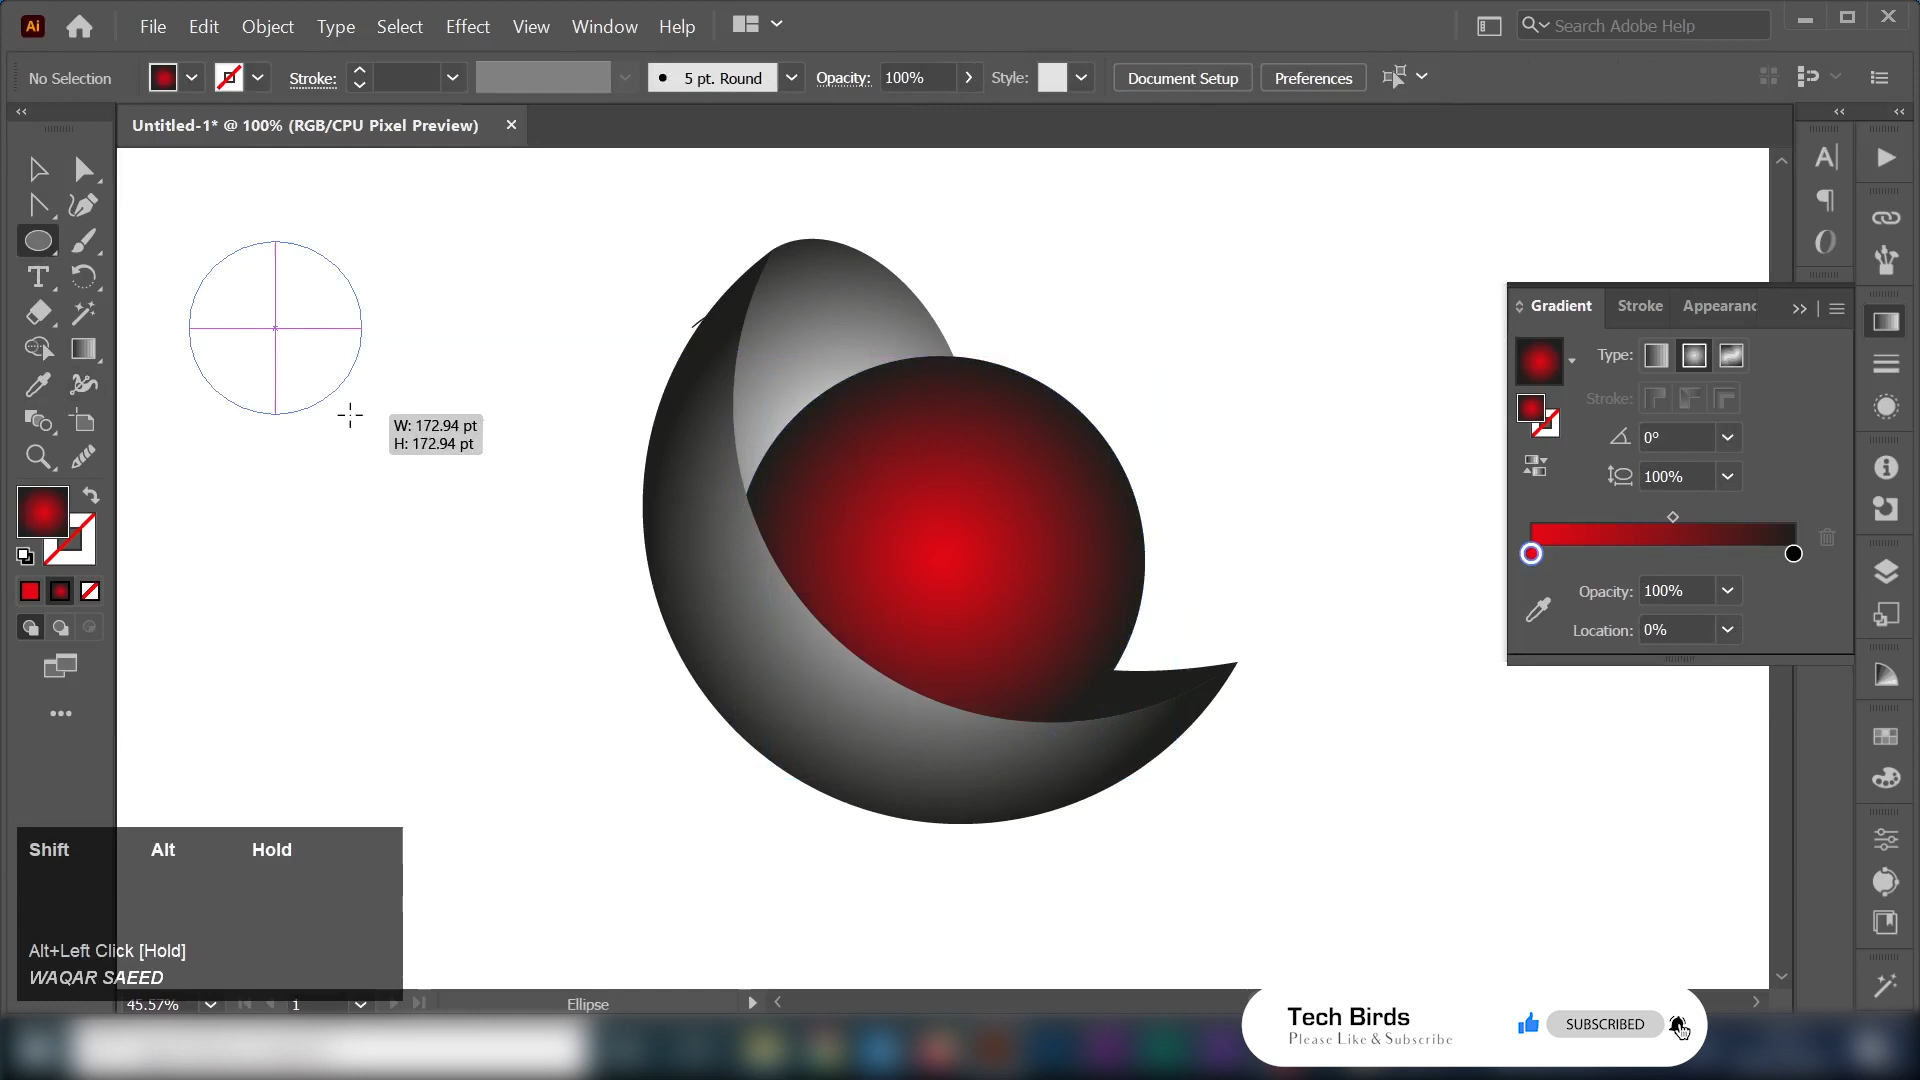 Ai File Edit Object Type Select Effect View Window Help Search Adobe Help
No Selection Stroke: 5 pt. Round Opacity: 100% Style: Document Setup Preferences
Untitled-1* @ 100% (RGB/CPU Pixel Preview)
W: 172.94 pt
H: 172.94 pt
Gradient Stroke Appearanc
Type:
Stroke:
0°
100%
Opacity: 100%
Location: 0%
Shift Alt Hold
Alt+Left Click [Hold]
WAQAR SAEED
45.57% 1 Ellipse
Tech Birds
Please Like & Subscribe
SUBSCRIBED